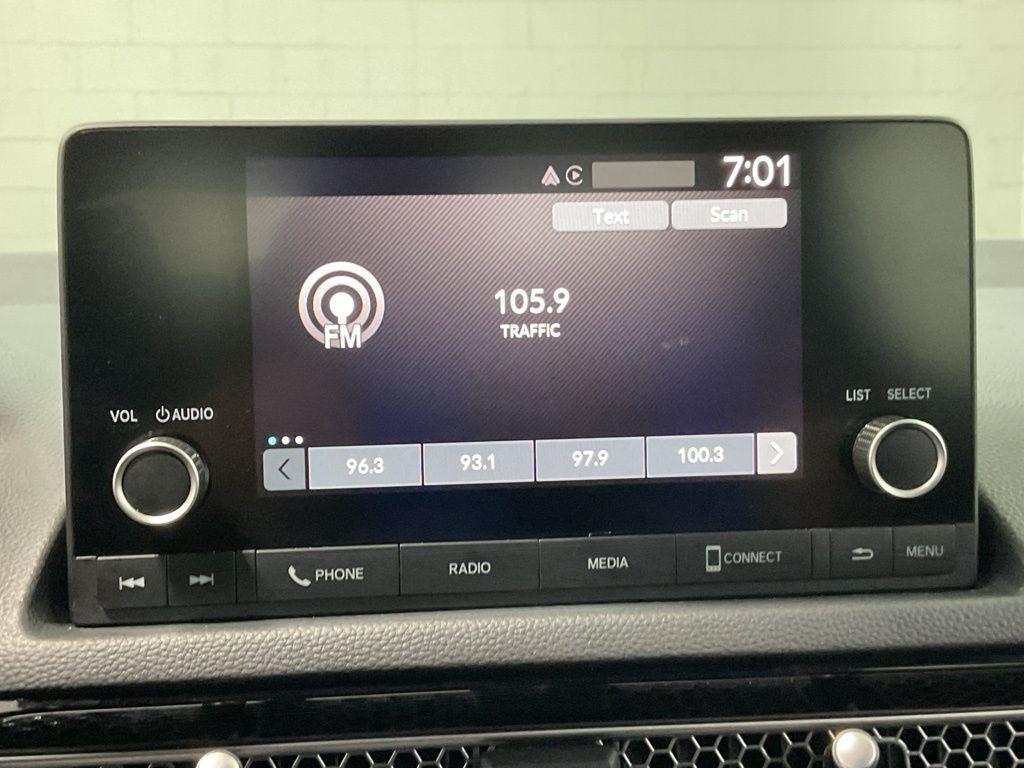 7:01
Text Scan
105.9
TRAFFIC
FM
VOL AUDIO
LIST SELECT
96.3 93.1 97.9 100.3
PHONE RADIO MEDIA CONNECT MENU